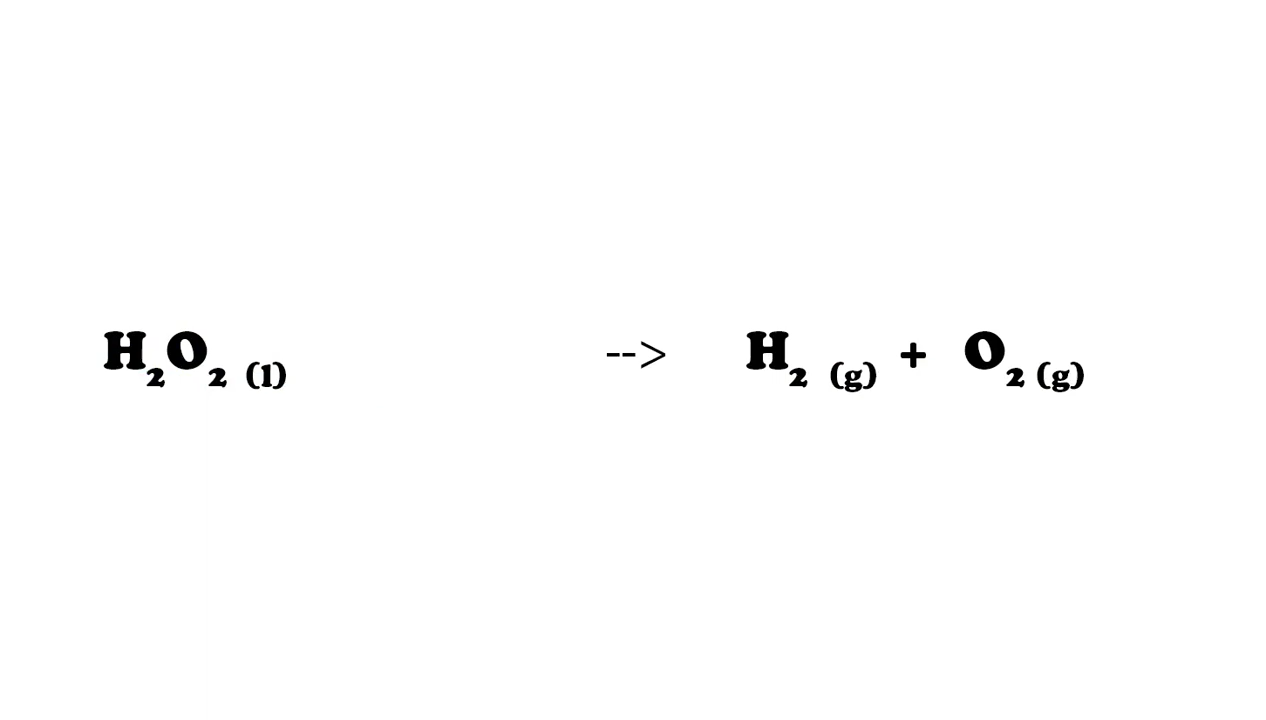 H₂O₂ (l) --> H₂ (g) + O₂ (g)